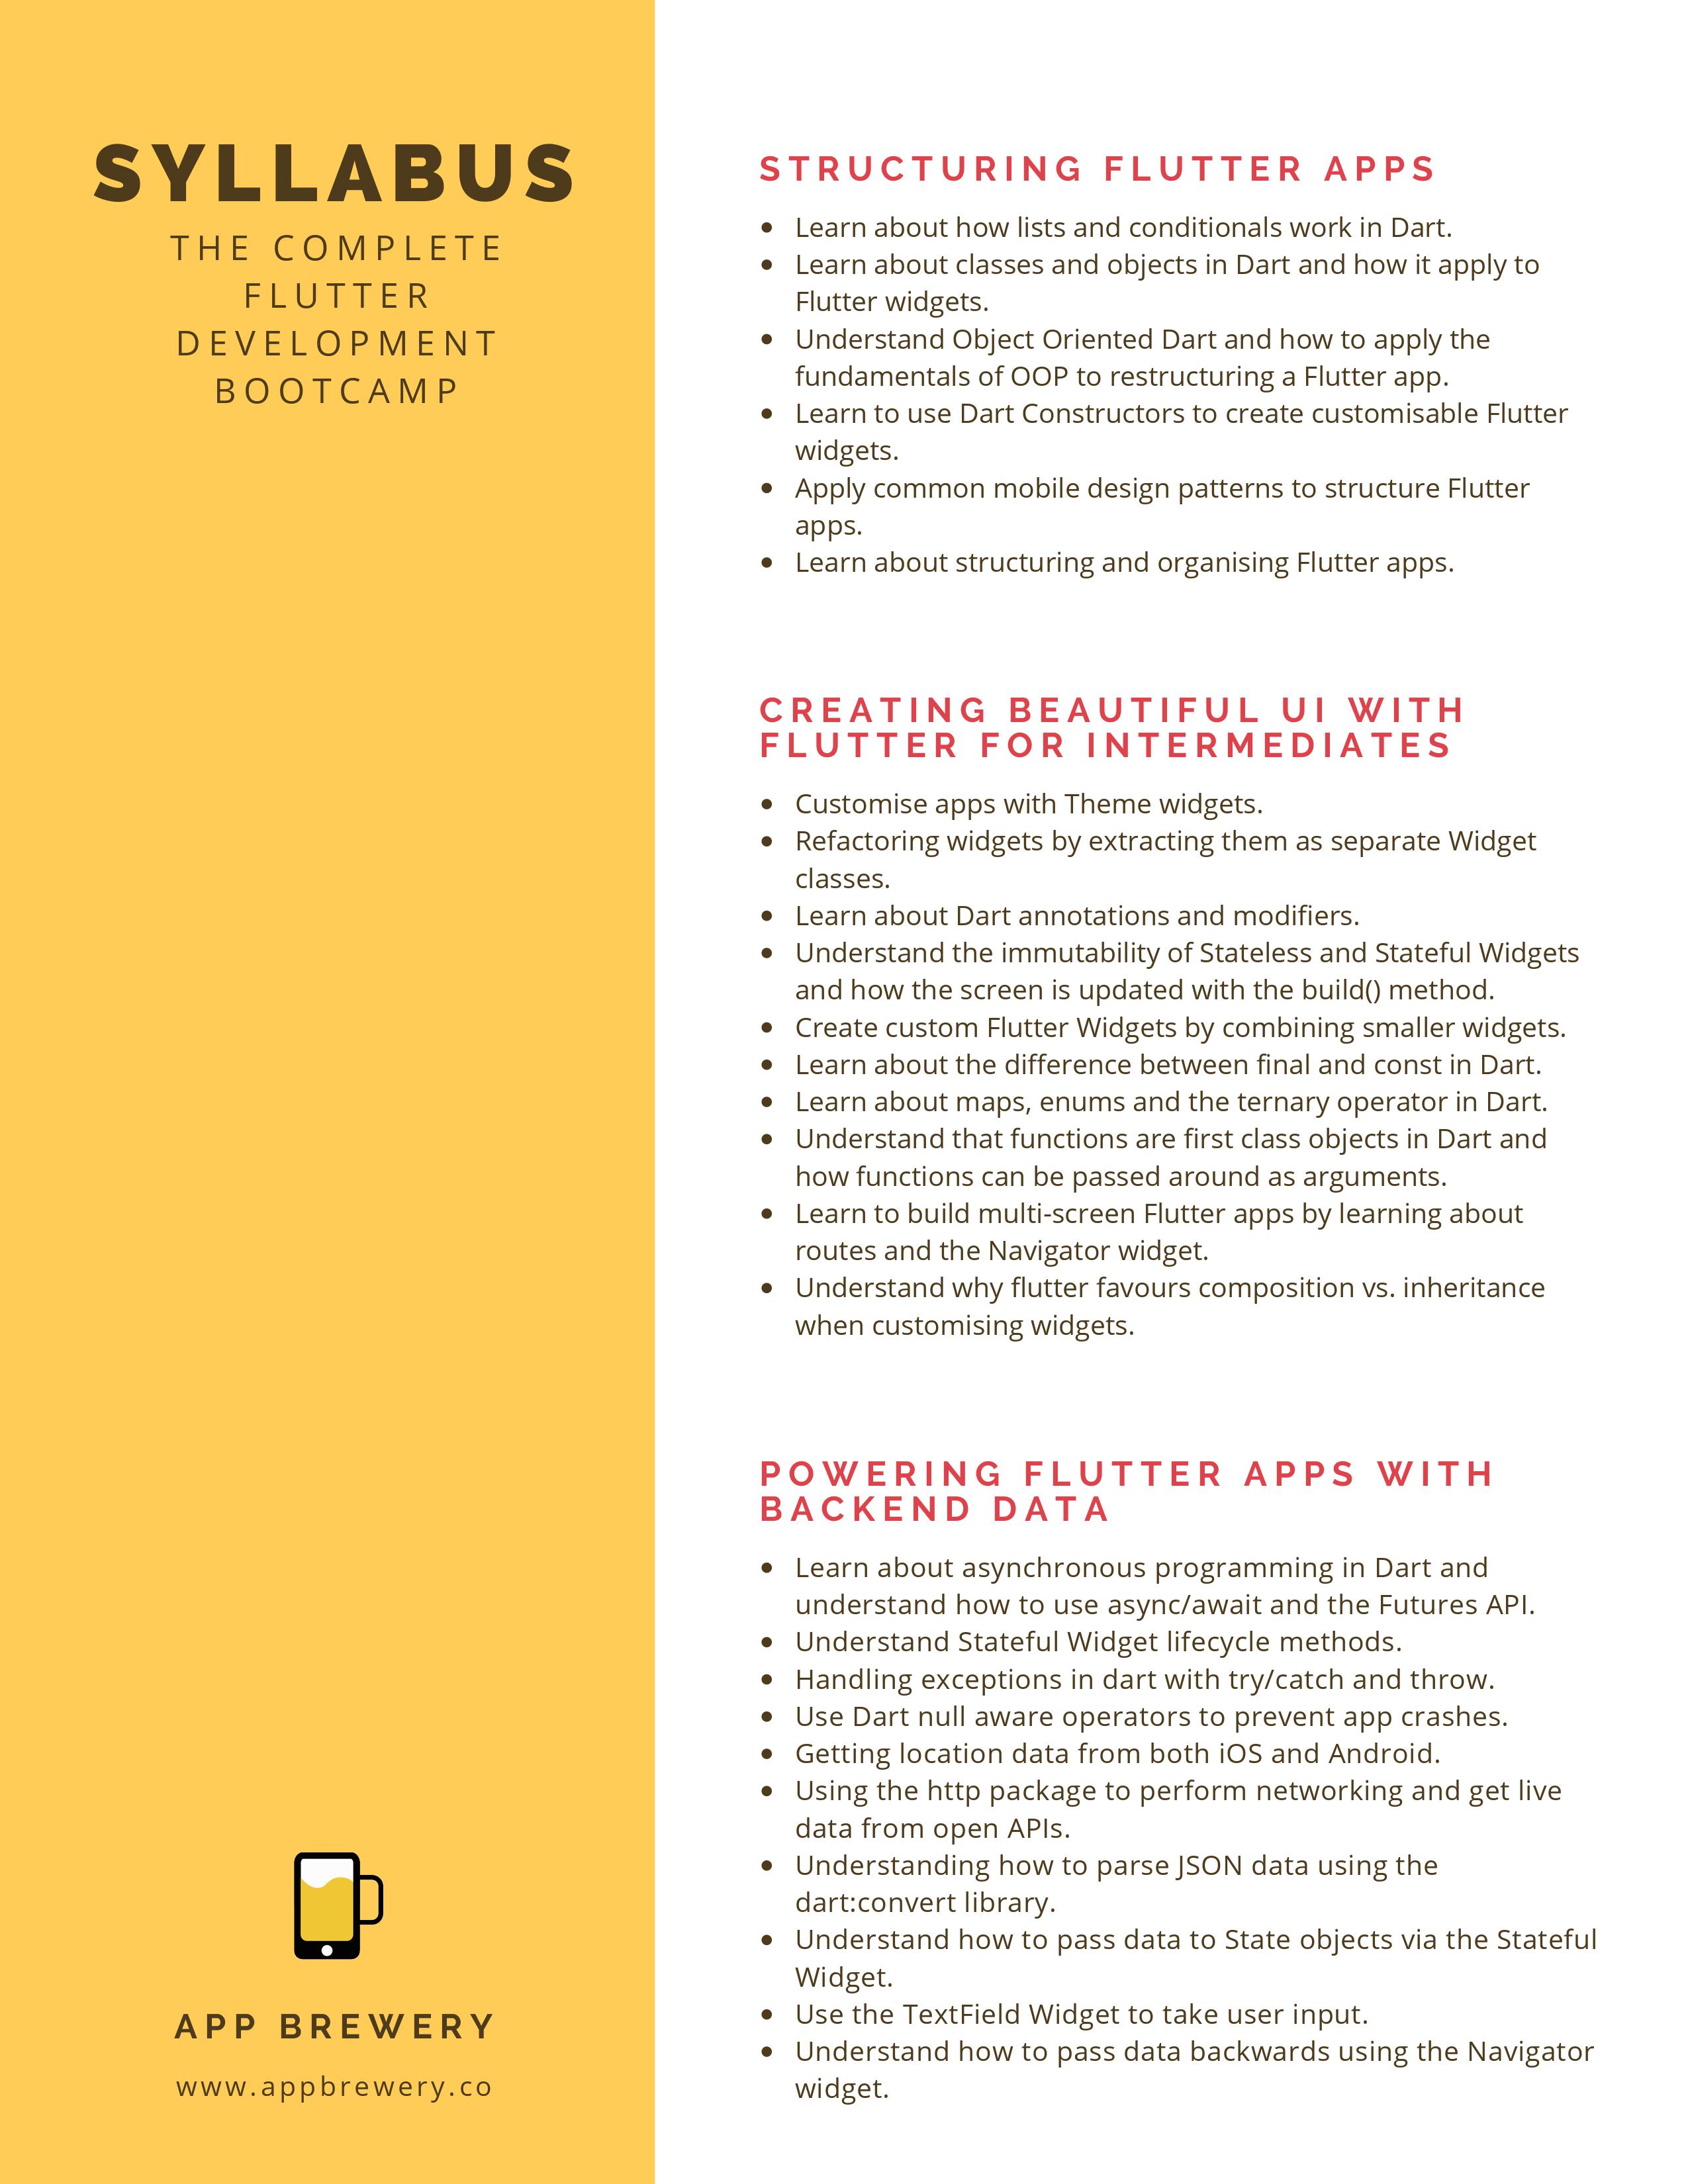 SYLLABUS
THE COMPLETE
FLUTTER
DEVELOPMENT
BOOTCAMP
APP BREWERY
www.appbrewery.co
STRUCTURING FLUTTER APPS
• Learn about how lists and conditionals work in Dart.
• Learn about classes and objects in Dart and how it apply to
Flutter widgets.
• Understand Object Oriented Dart and how to apply the
fundamentals of OOP to restructuring a Flutter app.
• Learn to use Dart Constructors to create customisable Flutter
widgets.
• Apply common mobile design patterns to structure Flutter
apps.
• Learn about structuring and organising Flutter apps.
CREATING BEAUTIFUL UI WITH
FLUTTER FOR INTERMEDIATES
• Customise apps with Theme widgets.
• Refactoring widgets by extracting them as separate Widget
classes.
• Learn about Dart annotations and modifiers.
• Understand the immutability of Stateless and Stateful Widgets
and how the screen is updated with the build() method.
• Create custom Flutter Widgets by combining smaller widgets.
• Learn about the difference between final and const in Dart.
• Learn about maps, enums and the ternary operator in Dart.
• Understand that functions are first class objects in Dart and
how functions can be passed around as arguments.
• Learn to build multi-screen Flutter apps by learning about
routes and the Navigator widget.
• Understand why flutter favours composition vs. inheritance
when customising widgets.
POWERING FLUTTER APPS WITH
BACKEND DATA
• Learn about asynchronous programming in Dart and
understand how to use async/await and the Futures API.
• Understand Stateful Widget lifecycle methods.
• Handling exceptions in dart with try/catch and throw.
• Use Dart null aware operators to prevent app crashes.
• Getting location data from both iOS and Android.
• Using the http package to perform networking and get live
data from open APIs.
• Understanding how to parse JSON data using the
dart:convert library.
• Understand how to pass data to State objects via the Stateful
Widget.
• Use the TextField Widget to take user input.
• Understand how to pass data backwards using the Navigator
widget.